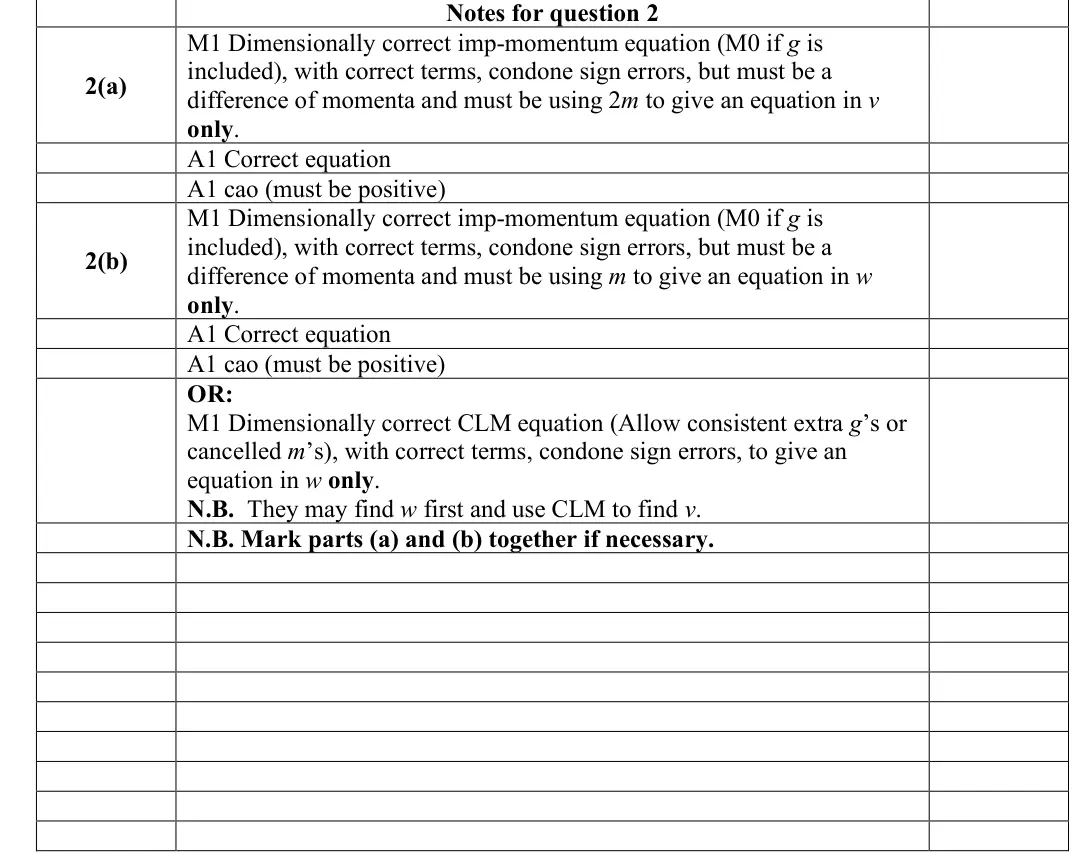 Notes for question 2
2(a)
M1 Dimensionally correct imp-momentum equation (M0 if g is
included), with correct terms, condone sign errors, but must be a
difference of momenta and must be using 2m to give an equation in v
only.
A1 Correct equation
A1 cao (must be positive)
2(b)
M1 Dimensionally correct imp-momentum equation (M0 if g is
included), with correct terms, condone sign errors, but must be a
difference of momenta and must be using m to give an equation in w
only.
A1 Correct equation
A1 cao (must be positive)
OR:
M1 Dimensionally correct CLM equation (Allow consistent extra g’s or
cancelled m’s), with correct terms, condone sign errors, to give an
equation in w only.
N.B.  They may find w first and use CLM to find v.
N.B. Mark parts (a) and (b) together if necessary.